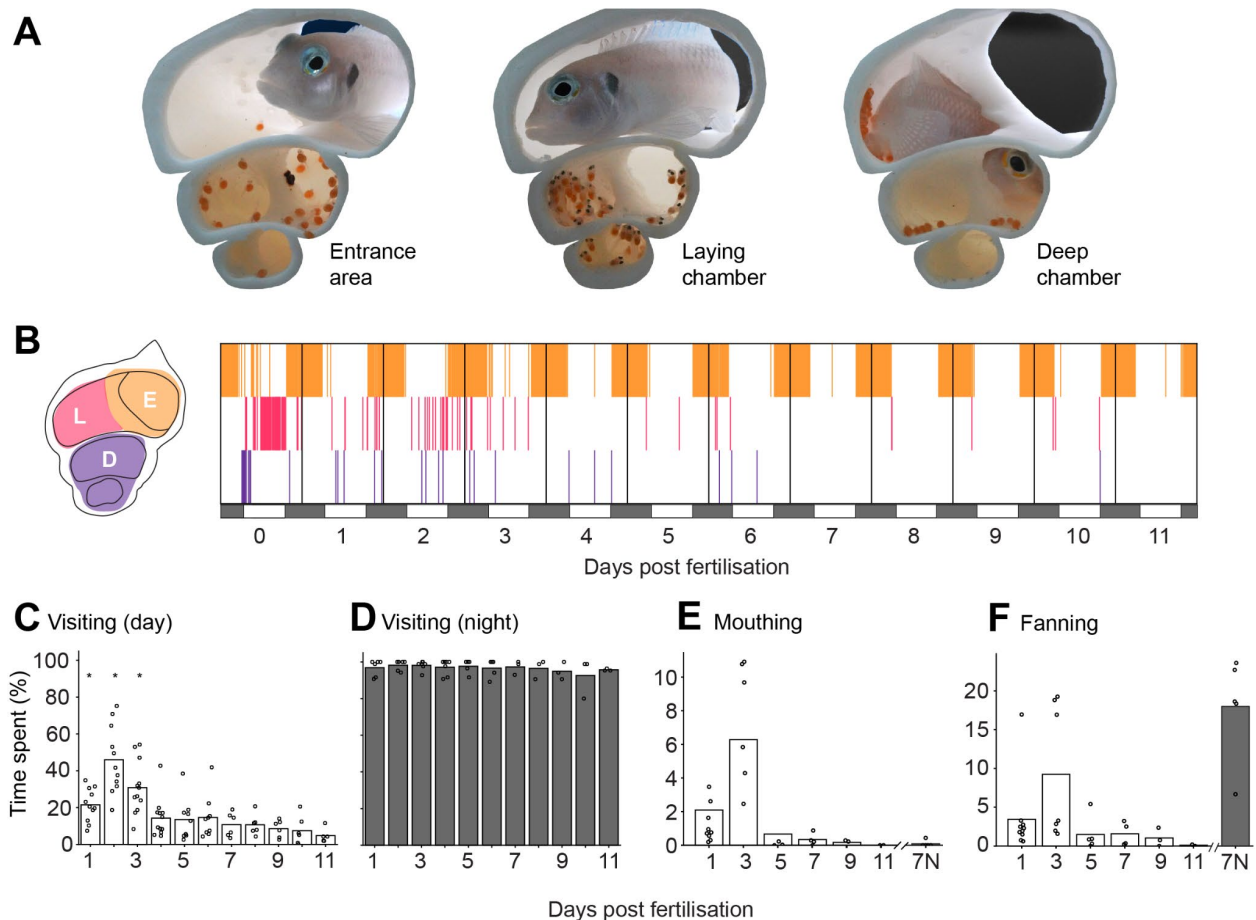 A
Entrance
area
Laying
chamber
Deep
chamber
B
L
E
D
0 1 2 3 4 5 6 7 8 9 10 11
Days post fertilisation
C Visiting (day)
D Visiting (night)
E Mouthing
F Fanning
Time spent (%)
100
80
60
40
20
0
* * *
1 3 5 7 9 11
1 3 5 7 9 11
10
8
6
4
2
0
1 3 5 7 9 11 7N
20
15
10
5
0
1 3 5 7 9 11 7N
Days post fertilisation